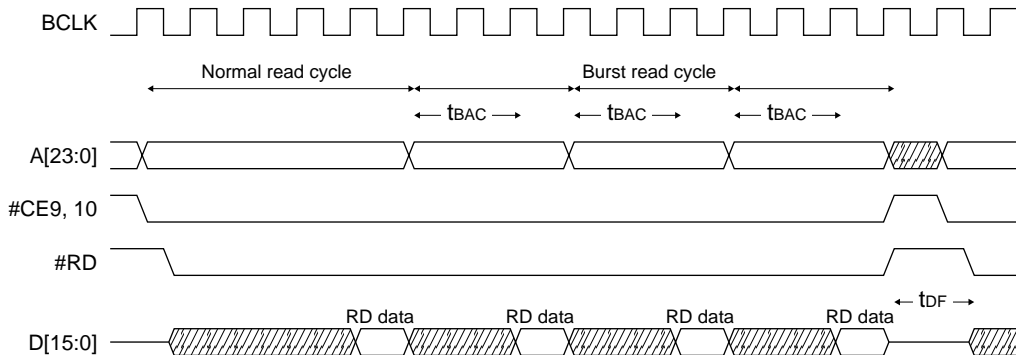 BCLK
Normal read cycle Burst read cycle
tBAC tBAC tBAC
A[23:0]
#CE9, 10
#RD
tDF
RD data RD data RD data RD data
D[15:0]